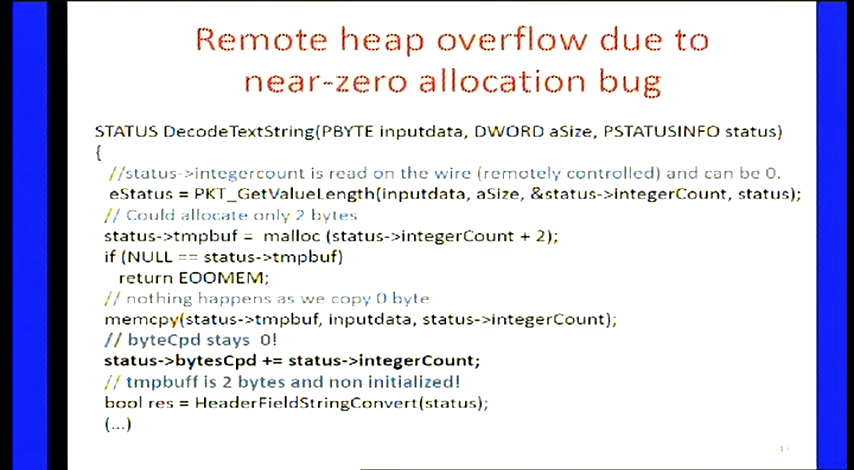 Remote heap overflow due to
near-zero allocation bug
STATUS DecodeTextString(PBYTE inputdata, DWORD aSize, PSTATUSINFO status)
{
//status->integercount is read on the wire (remotely controlled) and can be 0.
eStatus = PKT_GetValueLength(inputdata, aSize, &status->integerCount, status);
// Could allocate only 2 bytes
status->tmpbuf = malloc (status->integerCount + 2);
if (NULL == status->tmpbuf)
return EOOMEM;
// nothing happens as we copy 0 byte
memcpy(status->tmpbuf, inputdata, status->integerCount);
// byteCpd stays 0!
status->bytesCpd += status->integerCount;
// tmpbuff is 2 bytes and non initialized!
bool res = HeaderFieldStringConvert(status);
(...)